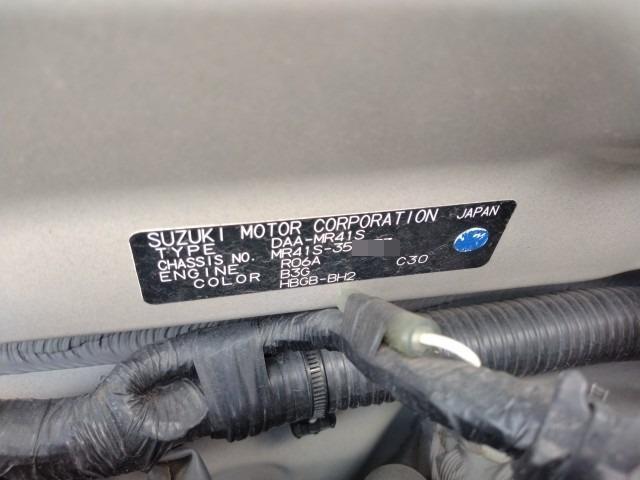 SUZUKI MOTOR CORPORATION JAPAN
TYPE DAA-MR41S
CHASSIS NO. MR41S-35
ENGINE R06A C30
COLOR B3G
HBGB-BH2